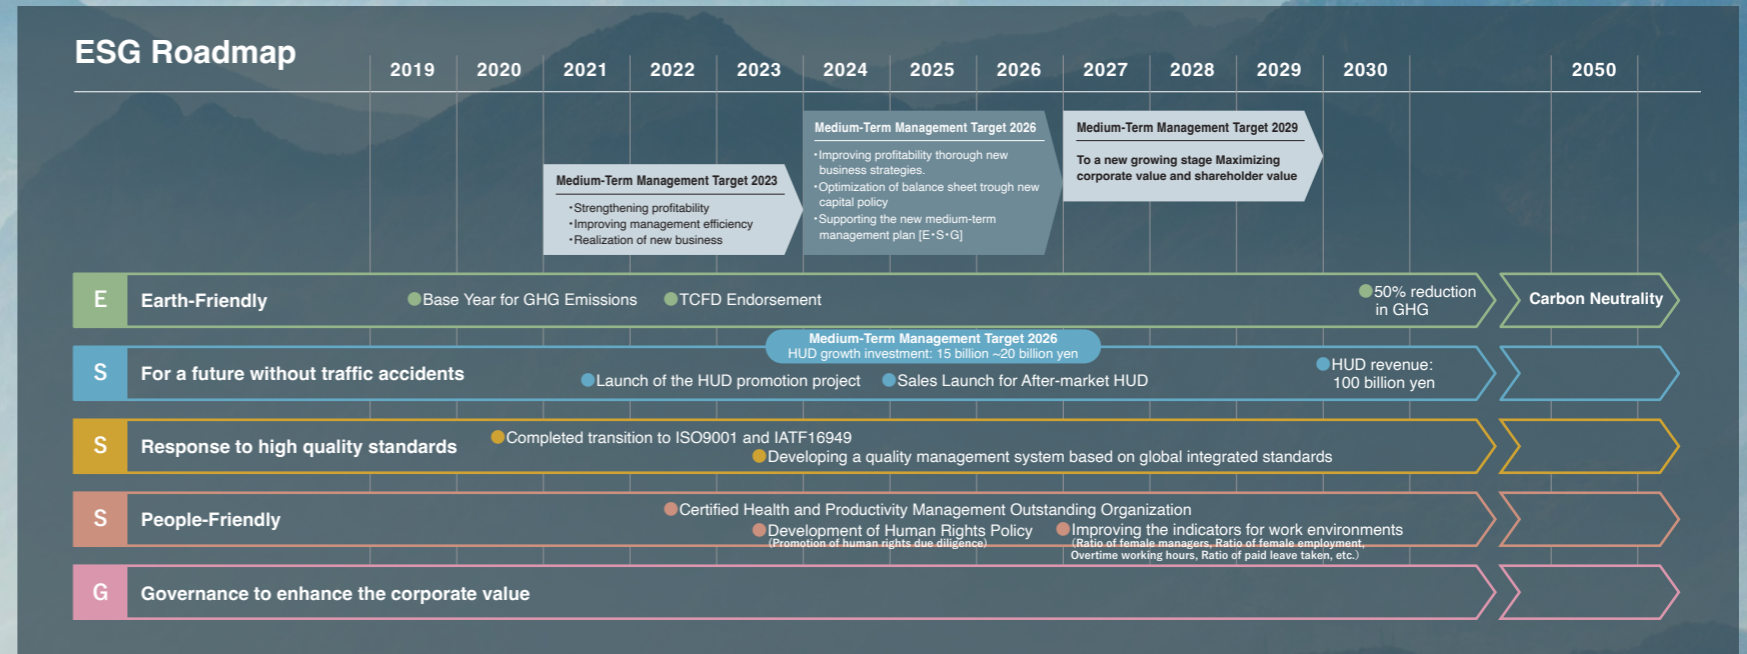 ESG Roadmap
2019 2020 2021 2022 2023 2024 2025 2026 2027 2028 2029 2030 2050
Medium-Term Management Target 2023
・Strengthening profitability
・Improving management efficiency
・Realization of new business
Medium-Term Management Target 2026
・Improving profitability thorough new
business strategies.
・Optimization of balance sheet trough new
capital policy
・Supporting the new medium-term
management plan [E・S・G]
Medium-Term Management Target 2029
To a new growing stage Maximizing
corporate value and shareholder value
E Earth-Friendly
Base Year for GHG Emissions
TCFD Endorsement
50% reduction
in GHG
Carbon Neutrality
Medium-Term Management Target 2026
HUD growth investment: 15 billion ~20 billion yen
S For a future without traffic accidents
Launch of the HUD promotion project
Sales Launch for After-market HUD
HUD revenue:
100 billion yen
S Response to high quality standards
Completed transition to ISO9001 and IATF16949
Developing a quality management system based on global integrated standards
S People-Friendly
Certified Health and Productivity Management Outstanding Organization
Development of Human Rights Policy
(Promotion of human rights due diligence)
Improving the indicators for work environments
(Ratio of female managers, Ratio of female employment,
Overtime working hours, Ratio of paid leave taken, etc.)
G Governance to enhance the corporate value